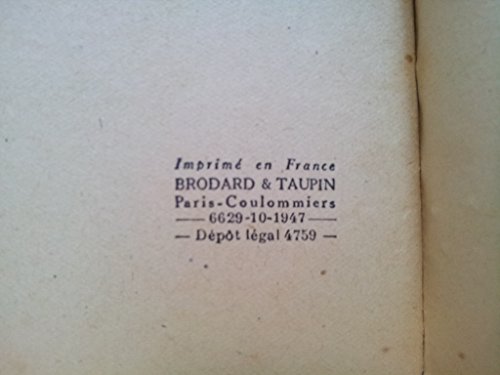 Imprimé en France
BRODARD & TAUPIN
Paris-Coulommiers
— 6629-10-1947 —
— Dépôt légal 4759 —